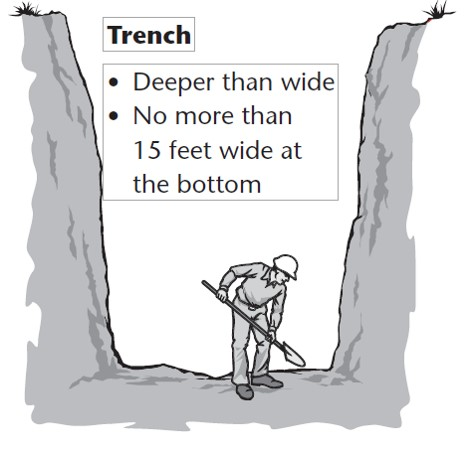 Trench
• Deeper than wide
• No more than
15 feet wide at
the bottom